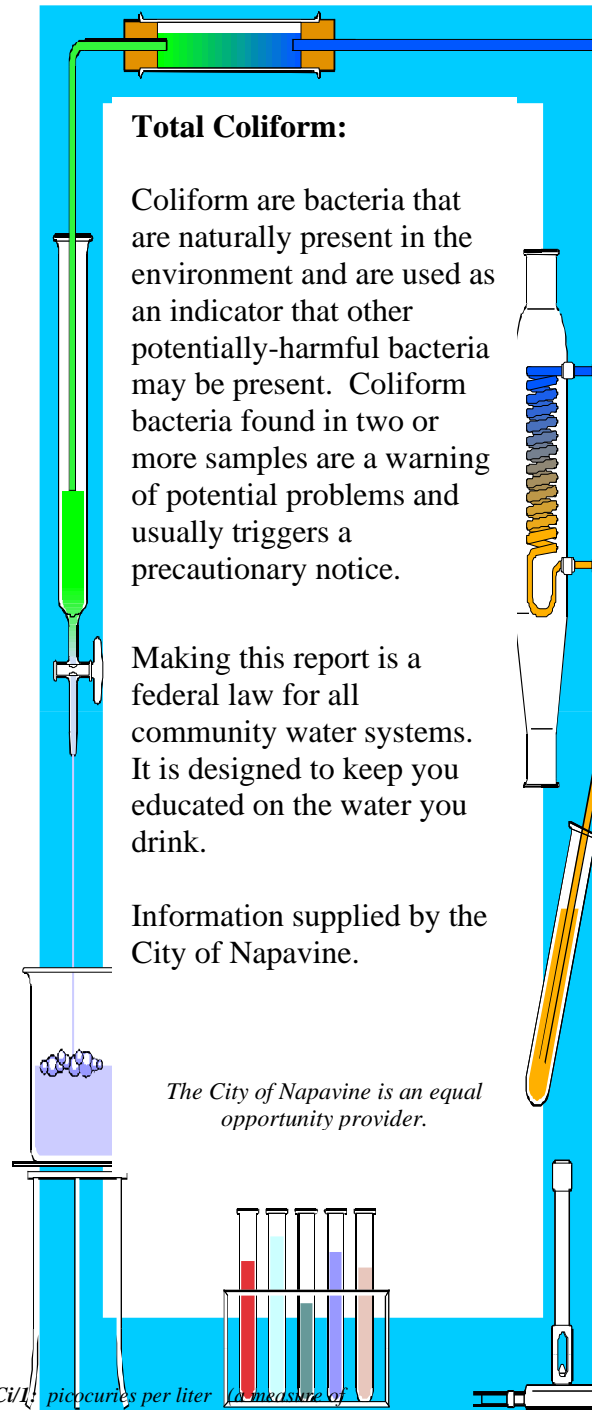 Total Coliform:
Coliform are bacteria that
are naturally present in the
environment and are used as
an indicator that other
potentially-harmful bacteria
may be present.  Coliform
bacteria found in two or
more samples are a warning
of potential problems and
usually triggers a
precautionary notice.
Making this report is a
federal law for all
community water systems.
It is designed to keep you
educated on the water you
drink.
Information supplied by the
City of Napavine.
The City of Napavine is an equal
opportunity provider.
Ci/1: picocuries per liter (a measure of